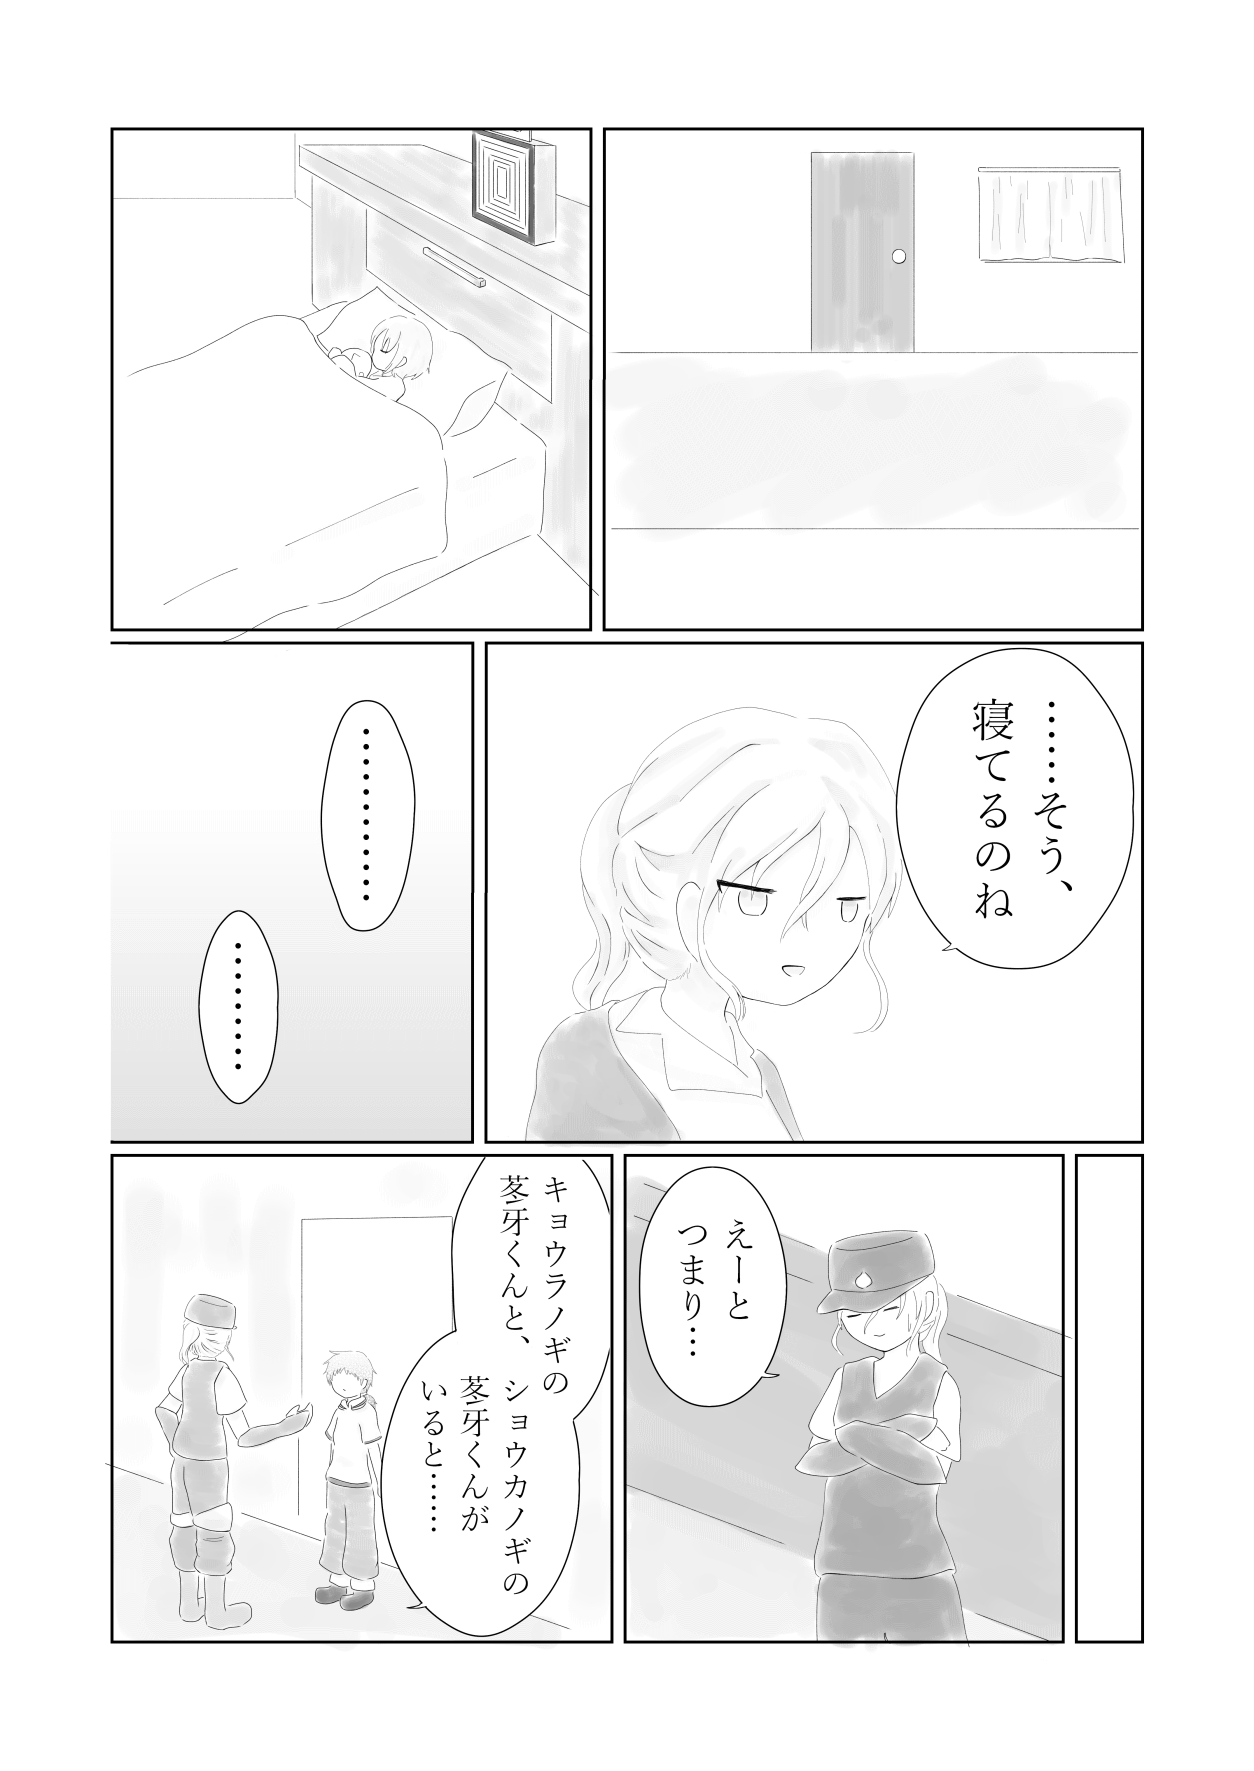 ……そう、
寝てるのね
…………
………
えーと
つまり…
キョウラノギの
苳牙くんと、
ショウカノギの
苳牙くんが
いると……